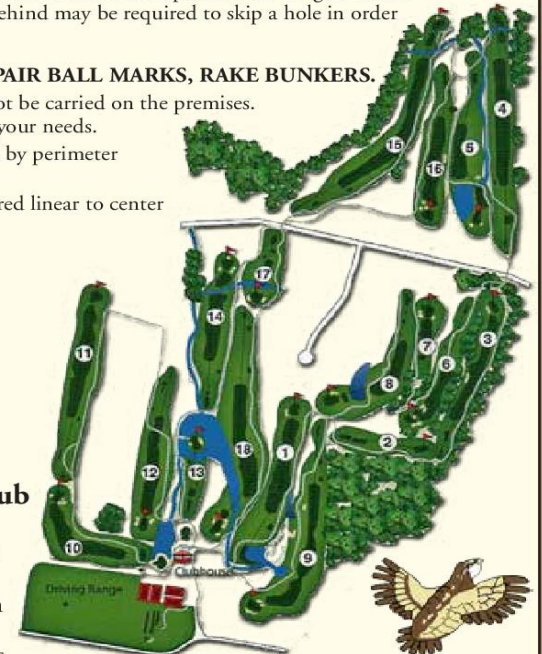 ehind may be required to skip a hole in order
PAIR BALL MARKS, RAKE BUNKERS.
ot be carried on the premises.
your needs.
by perimeter
red linear to center
4
15
5
16
17
14
3
7
11
6
8
2
18
1
12
13
9
10
ub
Clubhouse
Driving Range